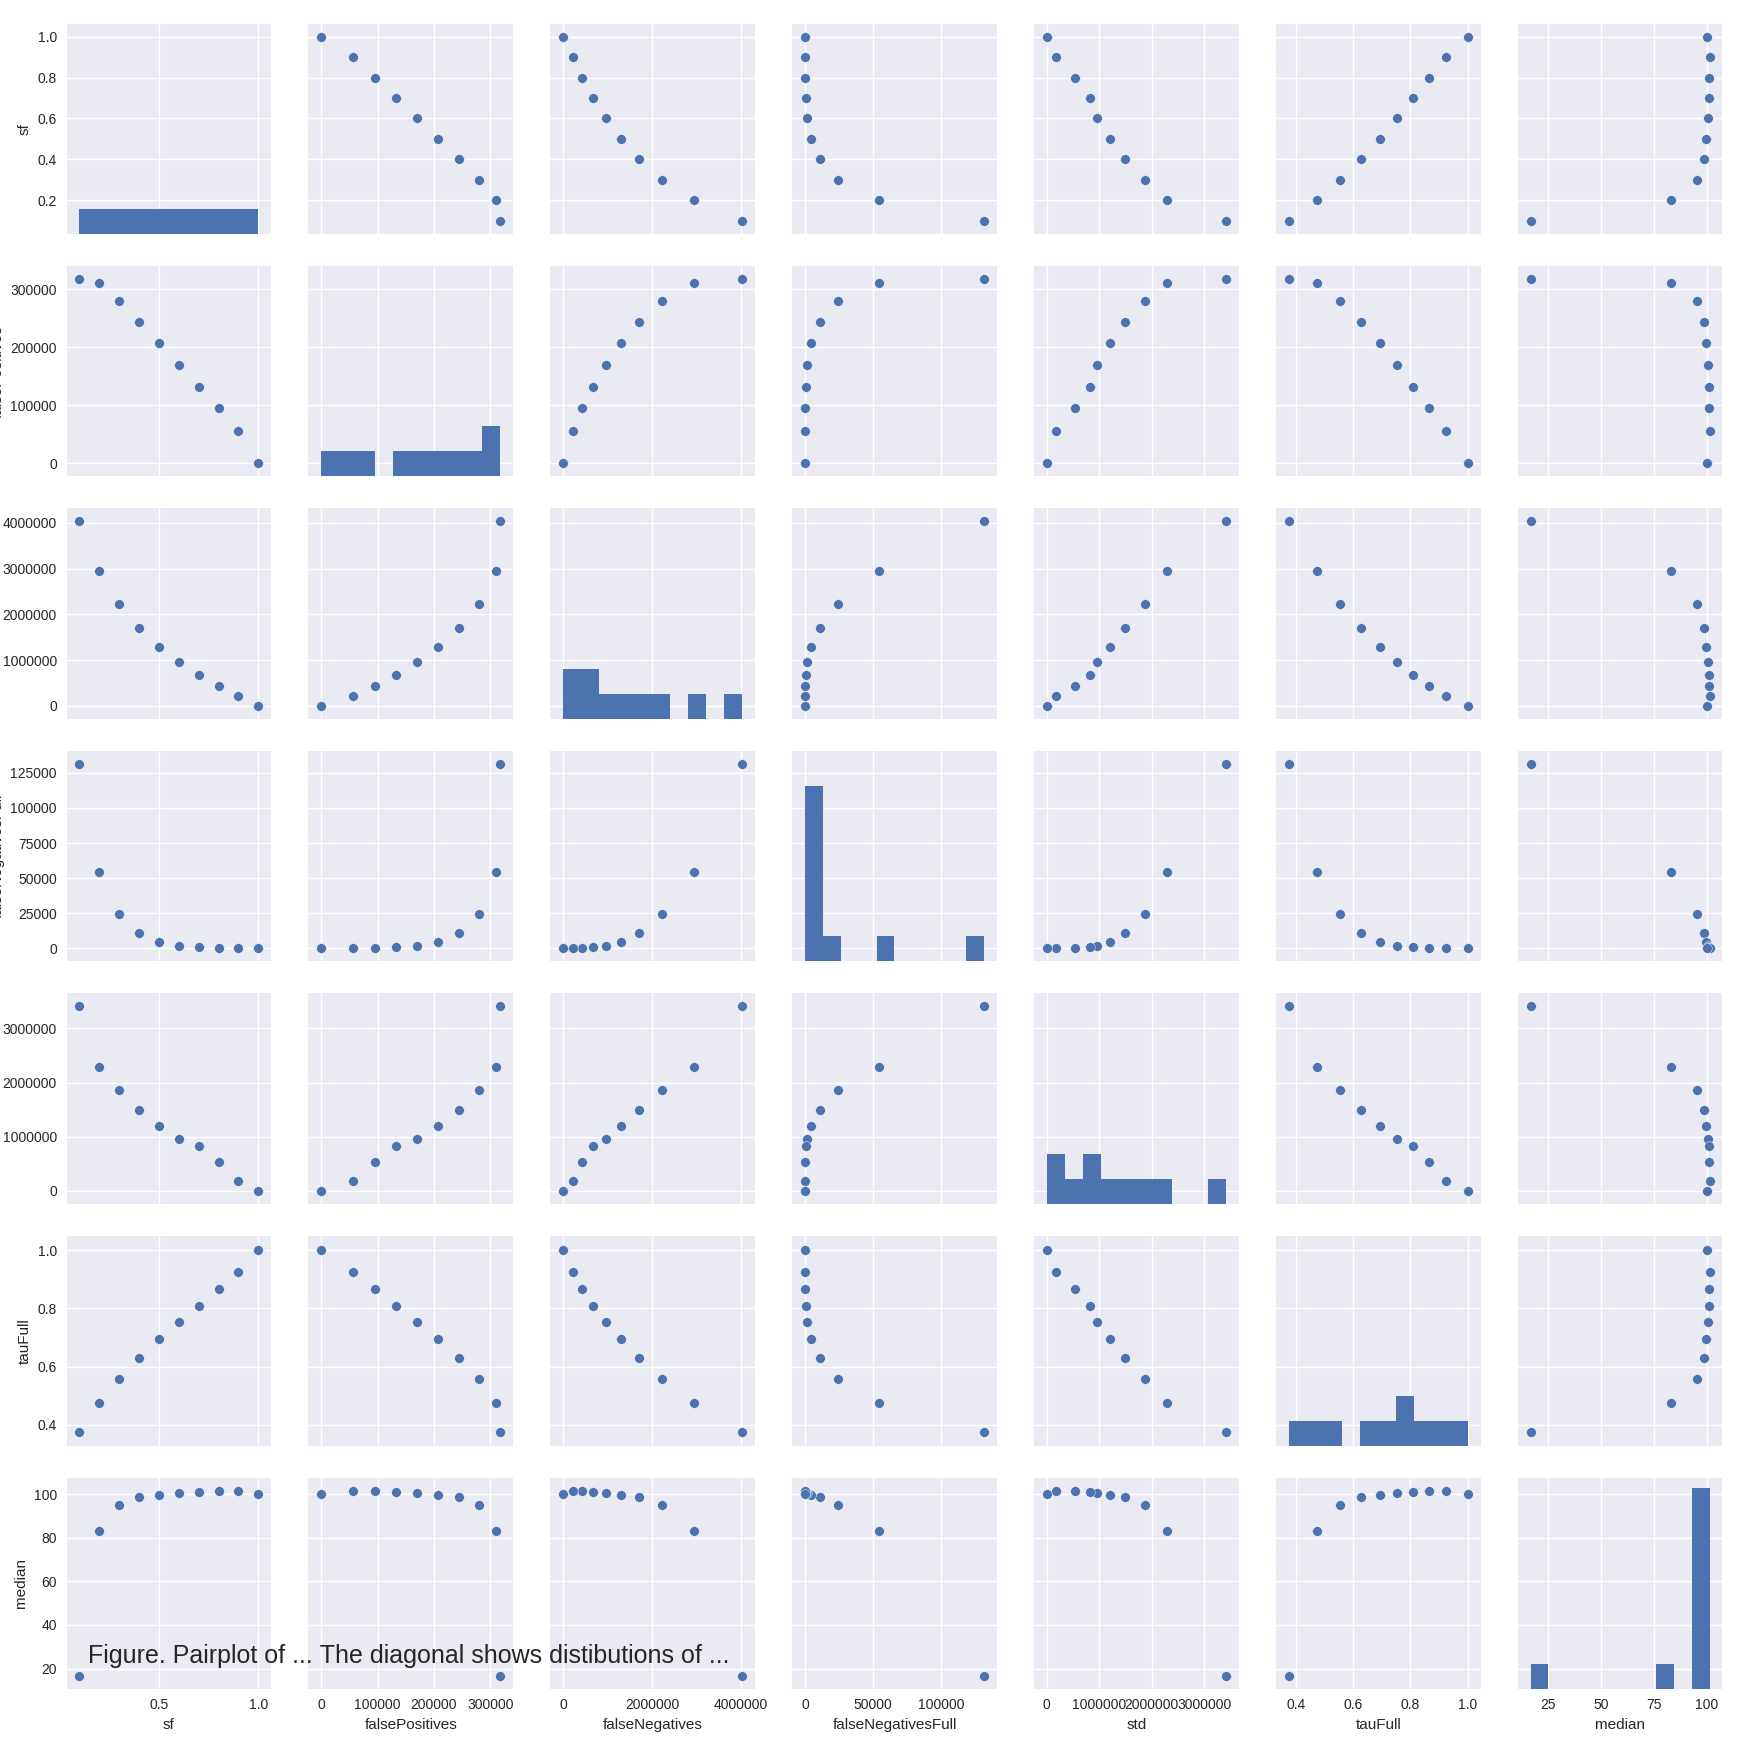 1.0
0.8
0.6
0.4
0.2
sf
300000
200000
100000
0
4000000
3000000
2000000
1000000
0
125000
100000
75000
50000
25000
0
3000000
2000000
1000000
0
1.0
0.8
0.6
0.4
tauFull
100
80
60
40
20
median
Figure. Pairplot of ... The diagonal shows distibutions of ...
0.5 1.0
sf
0 100000 200000 300000
falsePositives
0 2000000 4000000
falseNegatives
0 50000 100000
falseNegativesFull
0 1000000 2000000 3000000
std
0.4 0.6 0.8 1.0
tauFull
25 50 75 100
median